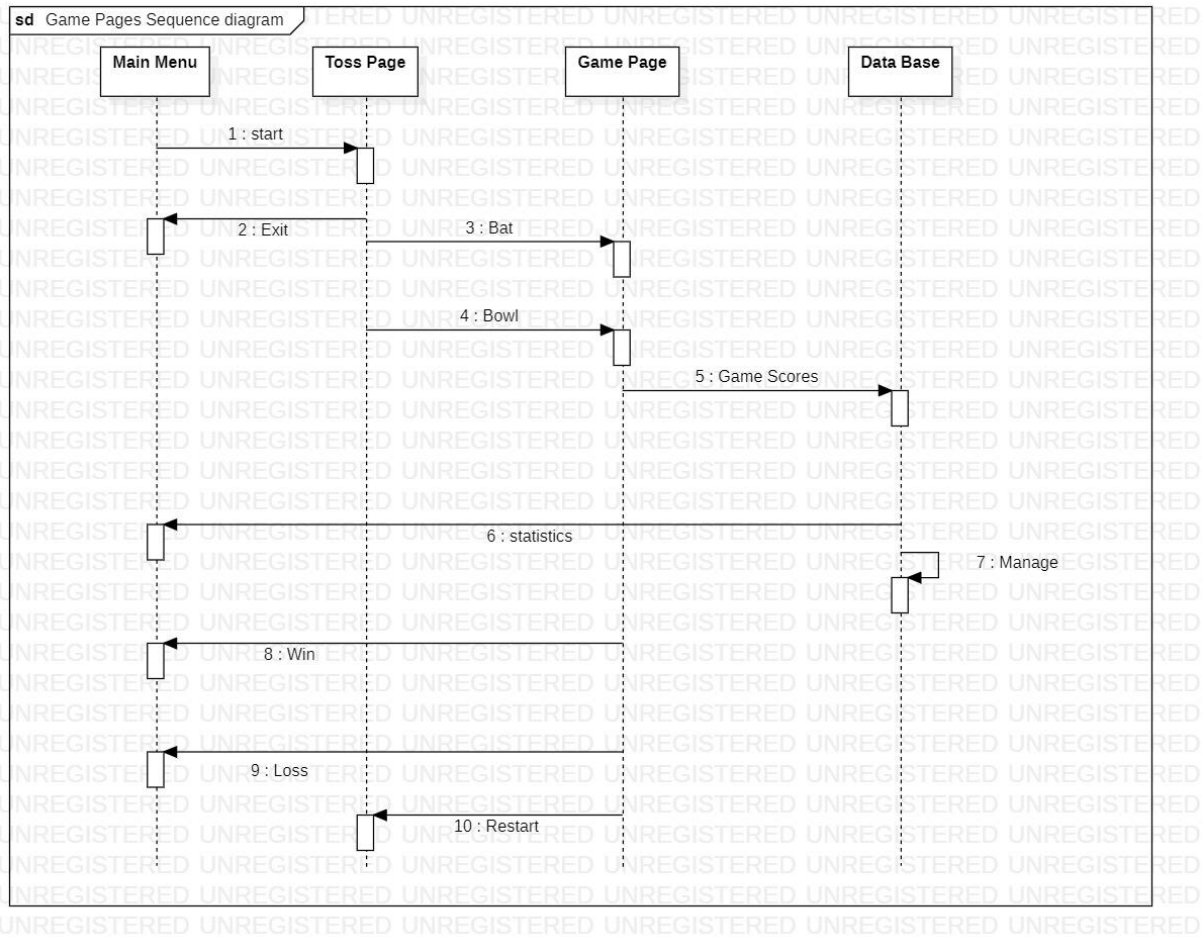 sd Game Pages Sequence diagram
Main Menu
Toss Page
Game Page
Data Base
1 : start
2 : Exit
3 : Bat
4 : Bowl
5 : Game Scores
6 : statistics
7 : Manage
8 : Win
9 : Loss
10 : Restart
UNREGISTERED